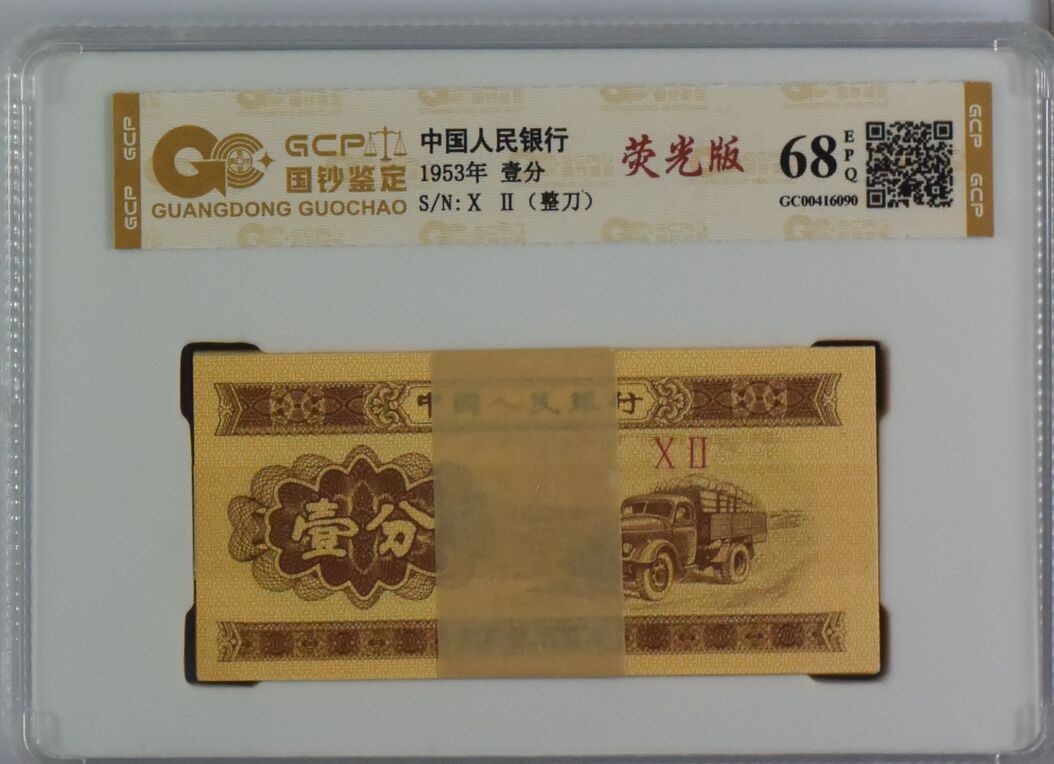 GCP
国钞鉴定
GUANGDONG GUOCHAO
中国人民银行
1953年 壹分
S/N: X Ⅱ（整刀）
荧光版
68
EPQ
GC00416090
GCP
GCP
GCP
GCP
中國人民銀行
X Ⅱ
壹分